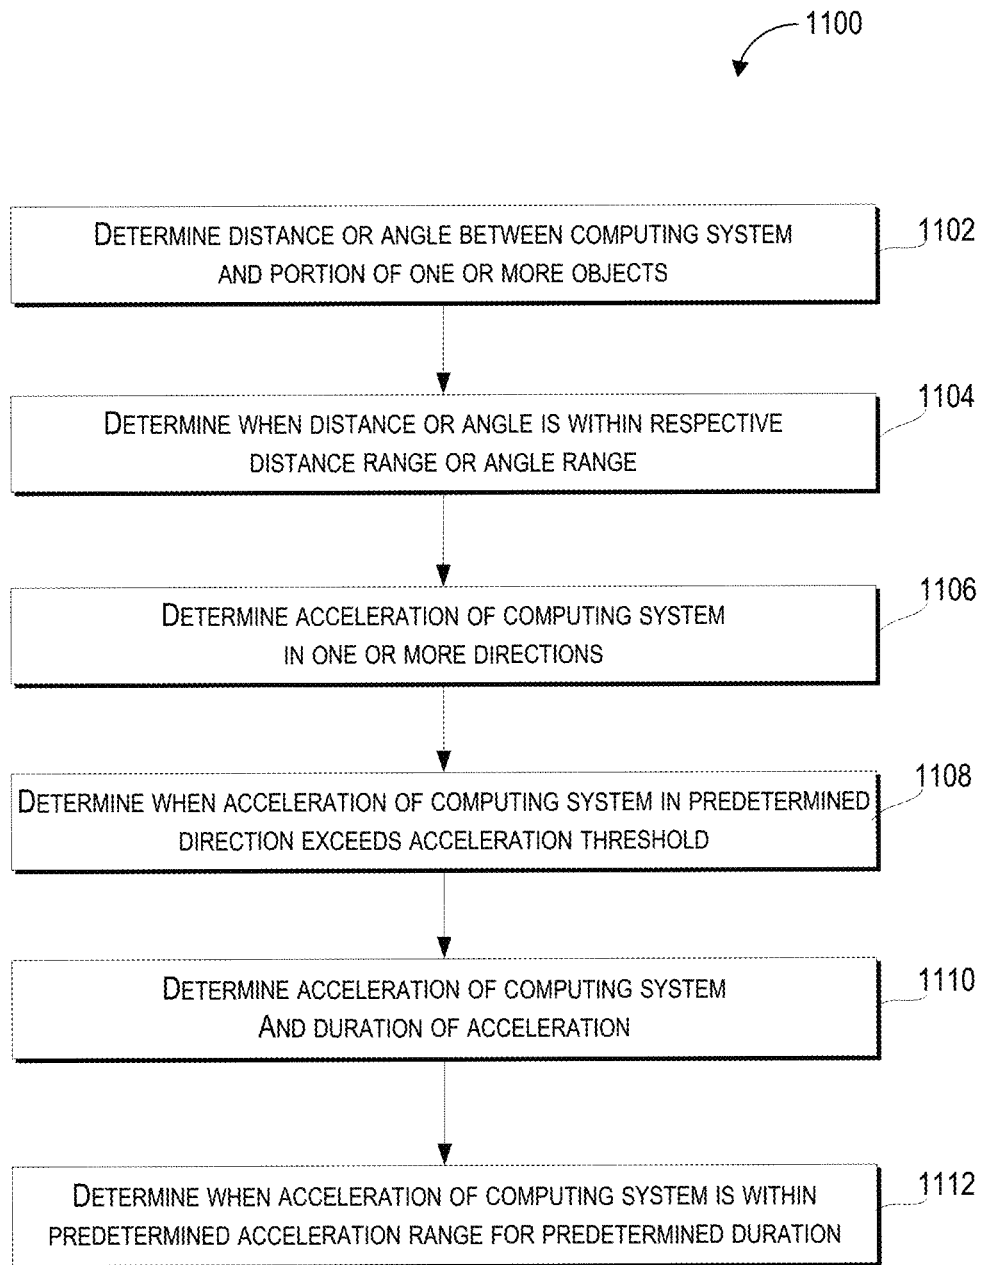 1100
DETERMINE DISTANCE OR ANGLE BETWEEN COMPUTING SYSTEM
AND PORTION OF ONE OR MORE OBJECTS
1102
DETERMINE WHEN DISTANCE OR ANGLE IS WITHIN RESPECTIVE
DISTANCE RANGE OR ANGLE RANGE
1104
DETERMINE ACCELERATION OF COMPUTING SYSTEM
IN ONE OR MORE DIRECTIONS
1106
DETERMINE WHEN ACCELERATION OF COMPUTING SYSTEM IN PREDETERMINED
DIRECTION EXCEEDS ACCELERATION THRESHOLD
1108
DETERMINE ACCELERATION OF COMPUTING SYSTEM
AND DURATION OF ACCELERATION
1110
DETERMINE WHEN ACCELERATION OF COMPUTING SYSTEM IS WITHIN
PREDETERMINED ACCELERATION RANGE FOR PREDETERMINED DURATION
1112